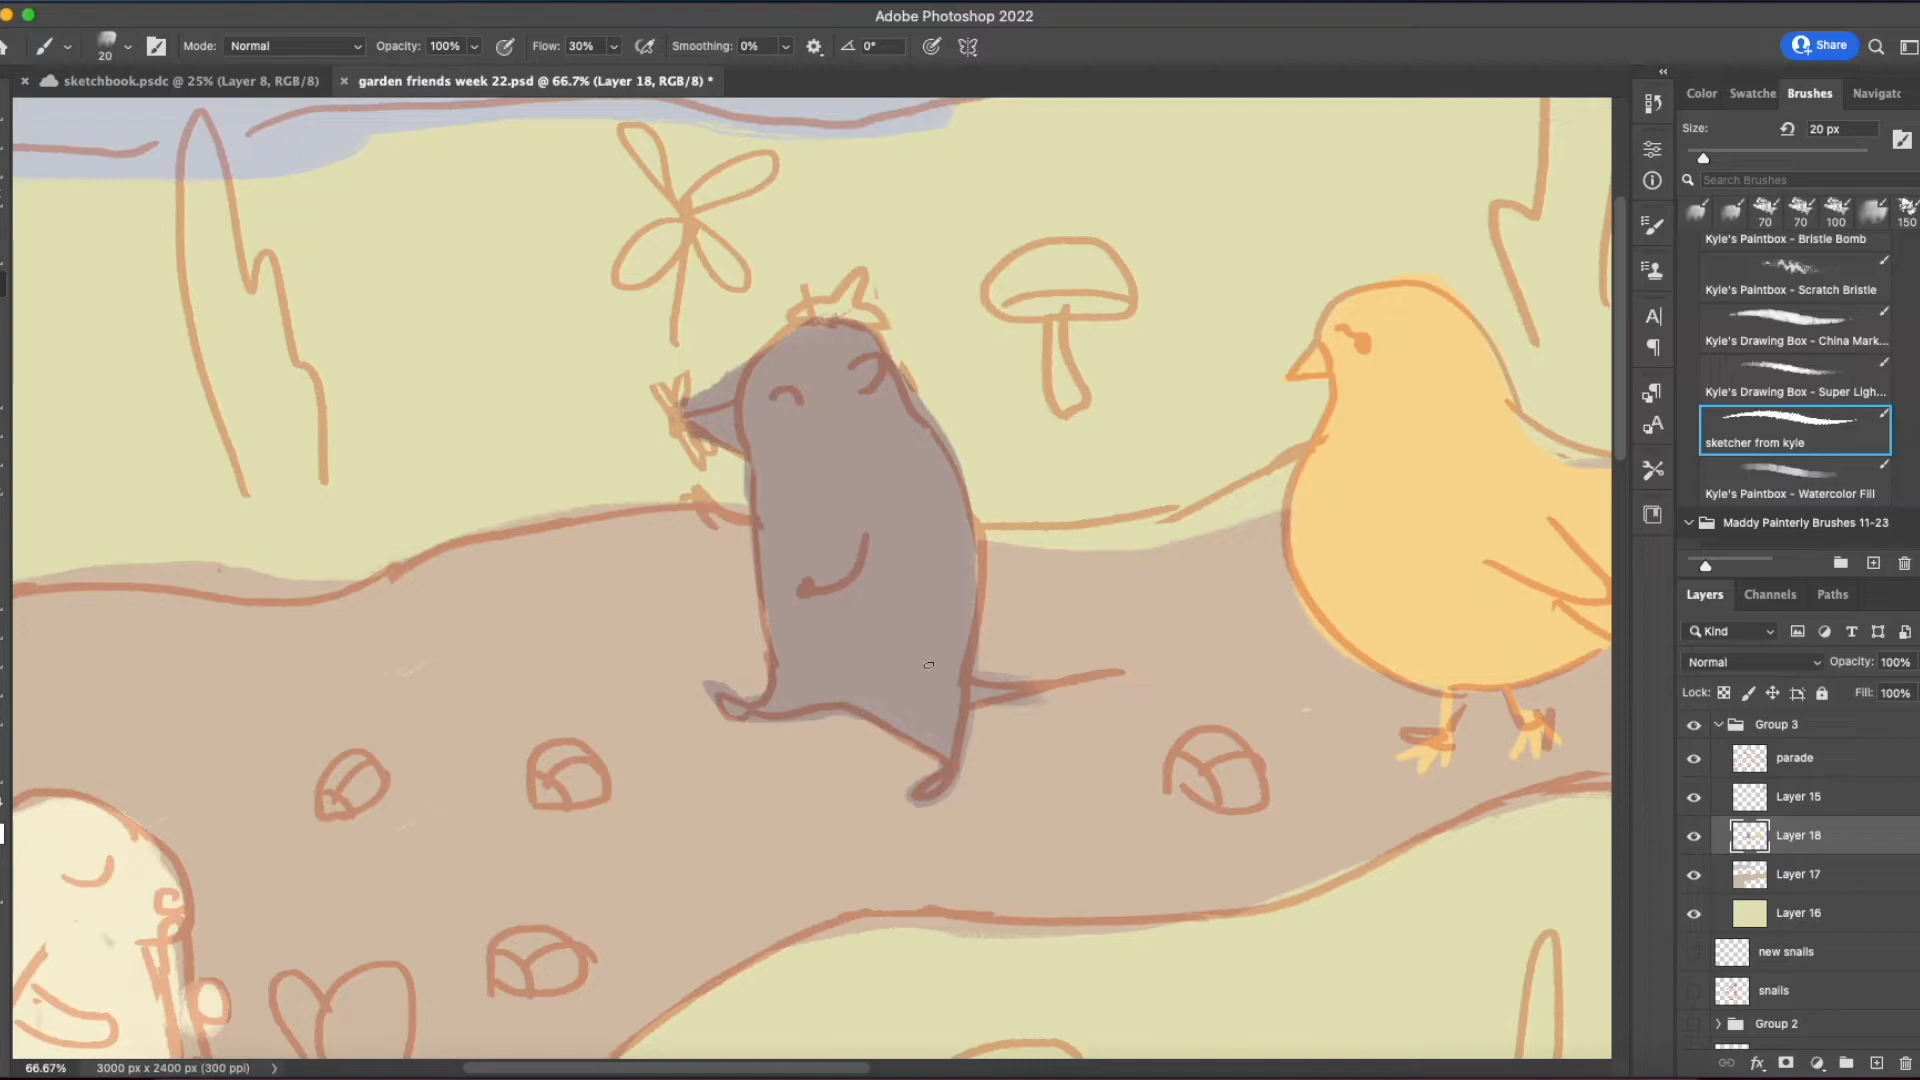 Adobe Photoshop 2022
20 Mode: Normal Opacity: 100% Flow: 30% Smoothing: 0% 0° Share
sketchbook.psdc @ 25% (Layer 8, RGB/8) garden friends week 22.psd @ 66.7% (Layer 18, RGB/8) *
Color Swatche Brushes Navigatc
Size: 20 px
Search Brushes
70 70 100 150
Kyle's Paintbox - Bristle Bomb
Kyle's Paintbox - Scratch Bristle
Kyle's Drawing Box - China Mark...
Kyle's Drawing Box - Super Ligh...
sketcher from kyle
Kyle's Paintbox - Watercolor Fill
Maddy Painterly Brushes 11-23
Layers Channels Paths
Kind
Normal Opacity: 100%
Lock: Fill: 100%
Group 3
parade
Layer 15
Layer 18
Layer 17
Layer 16
new snails
snails
Group 2
66.67% 3000 px x 2400 px (300 ppi)